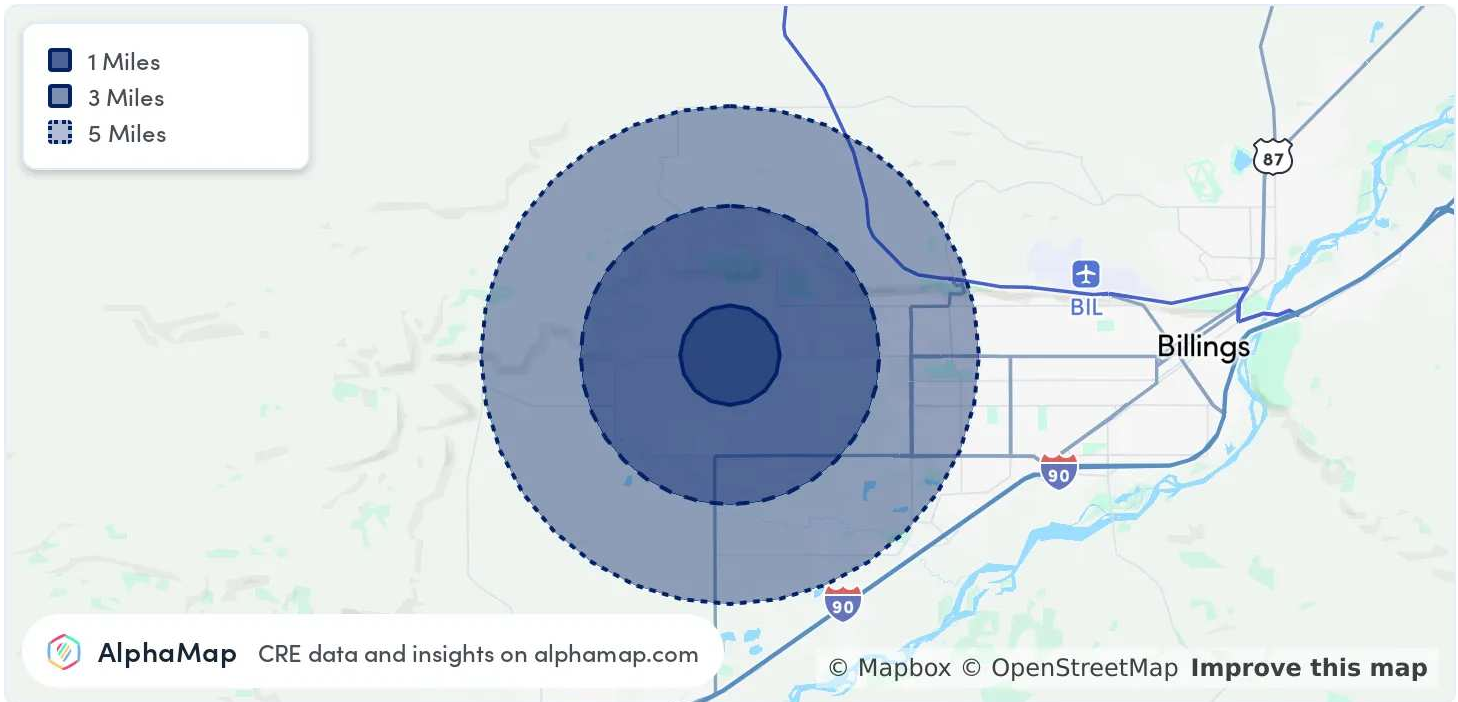 1 Miles
3 Miles
5 Miles
87
BIL
Billings
90
90
AlphaMap CRE data and insights on alphamap.com
© Mapbox © OpenStreetMap Improve this map